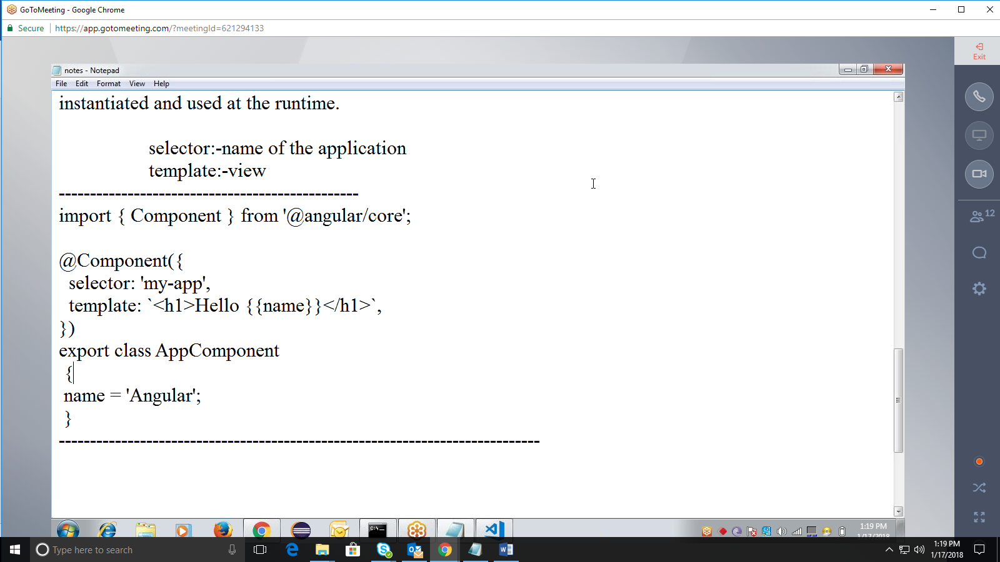 GoToMeeting - Google Chrome
Secure https://app.gotomeeting.com/?meetingId=621294133
Exit
notes - Notepad
File Edit Format View Help
instantiated and used at the runtime.
selector:-name of the application
template:-view
------------------------------------------------
import { Component } from '@angular/core';
@Component({
selector: 'my-app',
template: `<h1>Hello {{name}}</h1>`,
})
export class AppComponent
{
name = 'Angular';
}
-----------------------------------------------------------------------------
12
C:\_
1:19 PM
1/17/2018
Type here to search
1:19 PM
1/17/2018